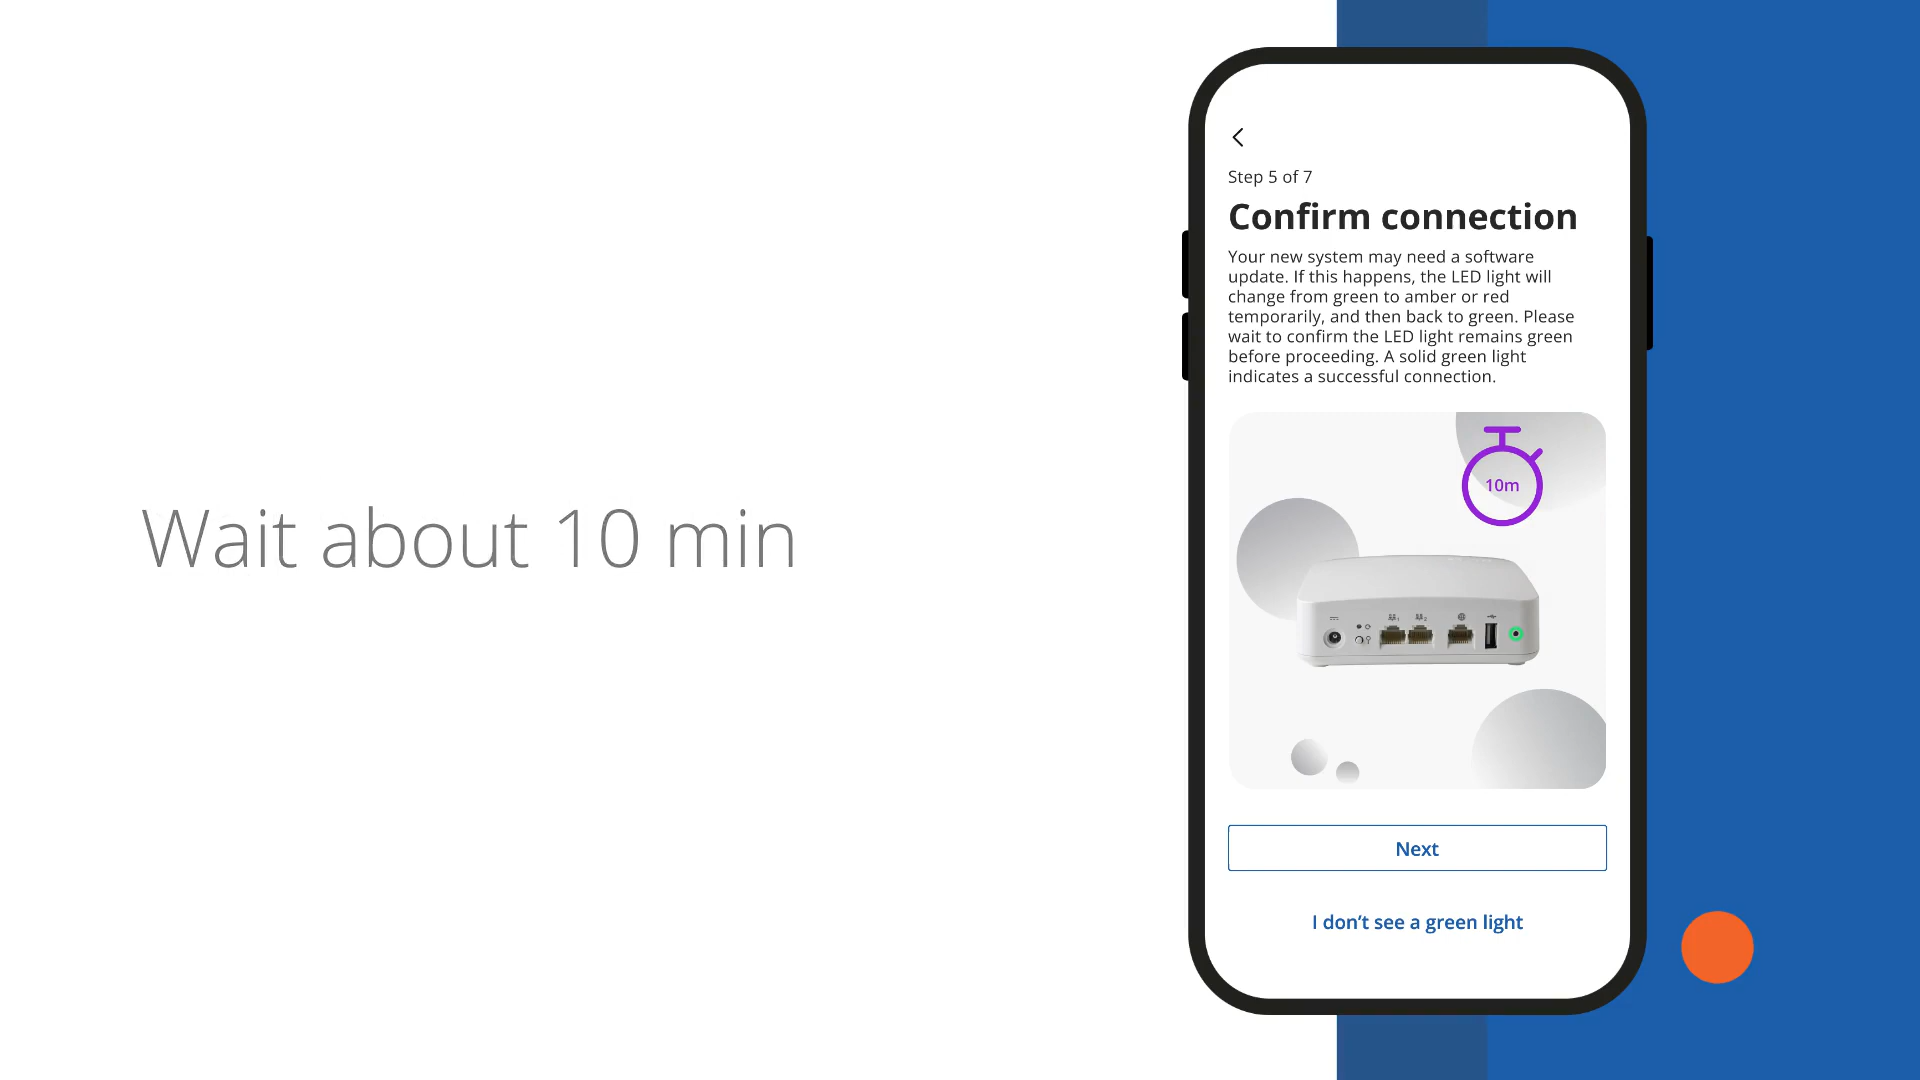 Wait about 10 min
Step 5 of 7
Confirm connection
Your new system may need a software
update. If this happens, the LED light will
change from green to amber or red
temporarily, and then back to green. Please
wait to confirm the LED light remains green
before proceeding. A solid green light
indicates a successful connection.
10m
Next
I don't see a green light